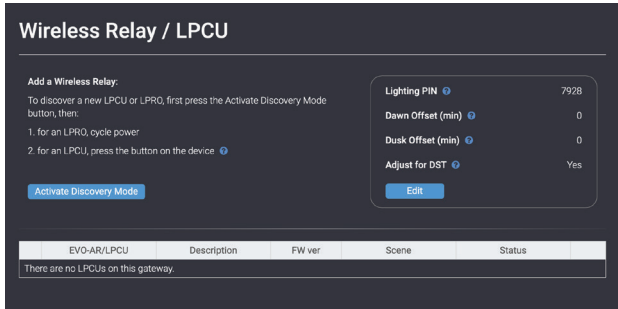 Wireless Relay / LPCU
Add a Wireless Relay:
To discover a new LPCU or LPRO, first press the Activate Discovery Mode
button, then:
1. for an LPRO, cycle power
2. for an LPCU, press the button on the device ?
Activate Discovery Mode
Lighting PIN ? 7928
Dawn Offset (min) ? 0
Dusk Offset (min) ? 0
Adjust for DST ? Yes
Edit
EVO-AR/LPCU Description FW ver Scene Status
There are no LPCUs on this gateway.